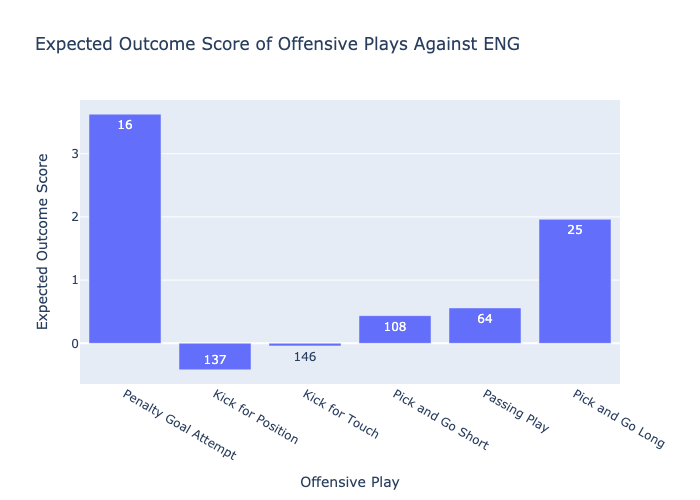 Expected Outcome Score of Offensive Plays Against ENG
Expected Outcome Score
3
2
1
0
16
137
146
108
64
25
Penalty Goal Attempt
Kick for Position
Kick for Touch
Pick and Go Short
Passing Play
Pick and Go Long
Offensive Play